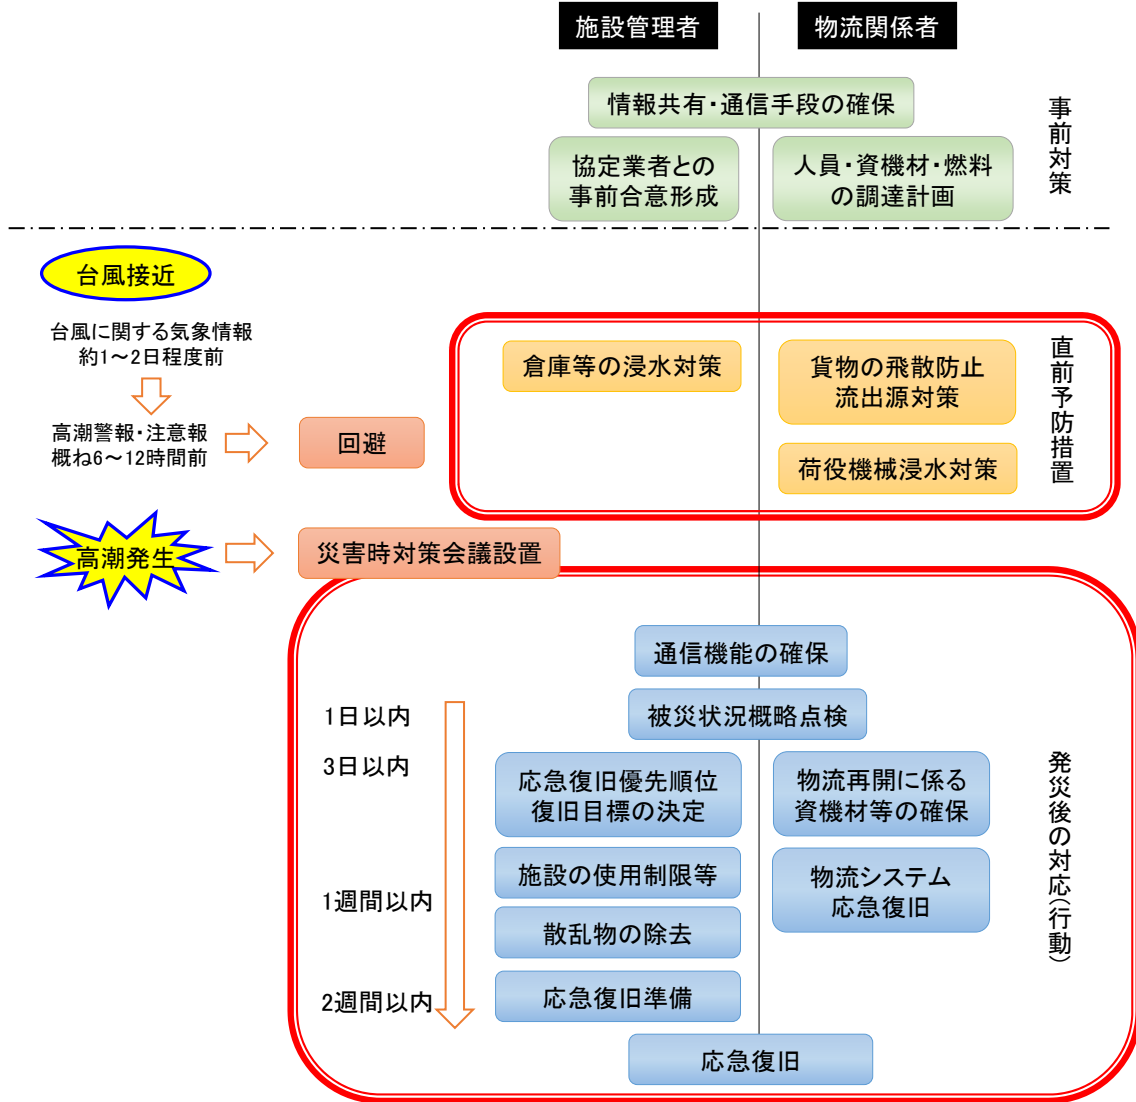 施設管理者
物流関係者
情報共有・通信手段の確保
協定業者との
事前合意形成
人員・資機材・燃料
の調達計画
事前対策
台風接近
台風に関する気象情報
約1～2日程度前
高潮警報・注意報
概ね6～12時間前
回避
倉庫等の浸水対策
貨物の飛散防止
流出源対策
荷役機械浸水対策
直前予防措置
高潮発生
災害時対策会議設置
通信機能の確保
1日以内
被災状況概略点検
3日以内
応急復旧優先順位
復旧目標の決定
物流再開に係る
資機材等の確保
施設の使用制限等
物流システム
応急復旧
1週間以内
散乱物の除去
2週間以内
応急復旧準備
応急復旧
発災後の対応(行動)